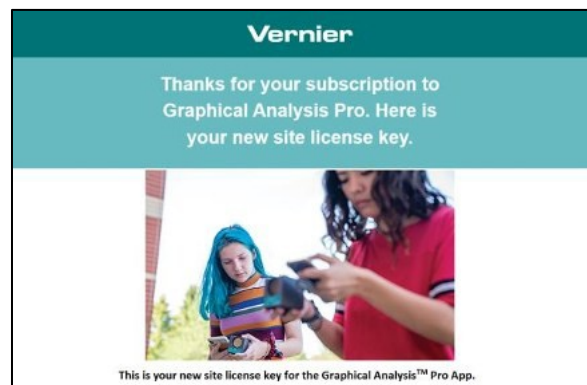 Vernier
Thanks for your subscription to
Graphical Analysis Pro. Here is
your new site license key.
This is your new site license key for the Graphical Analysis™ Pro App.